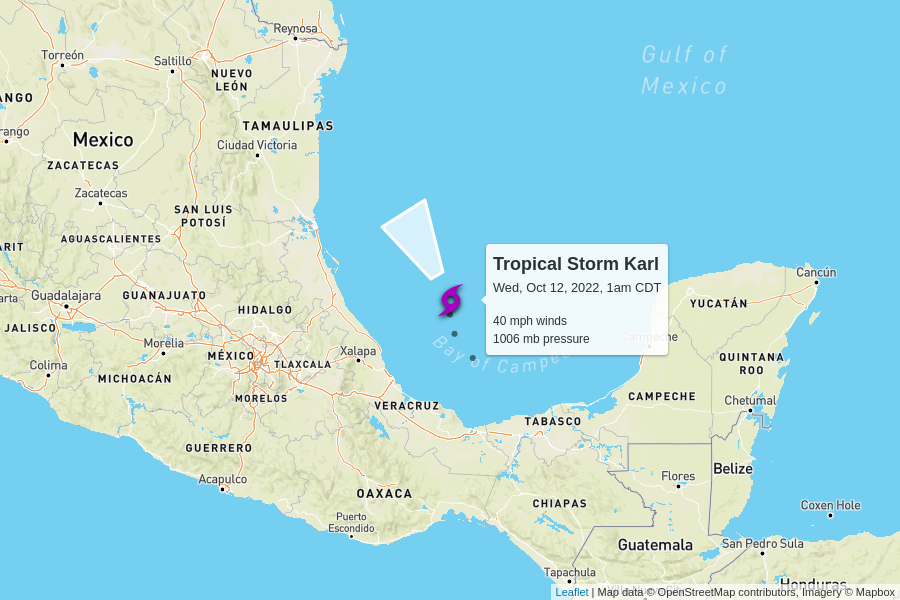 Reynosa
Gulf of
Mexico
Torreón
Saltillo
NUEVO
LEÓN
ANGO
TAMAULIPAS
rango
Mexico
Ciudad Victoria
ZACATECAS
Zacatecas
SAN LUIS
POTOSÍ
AGUASCALIENTES
ARIT
Tropical Storm Karl
Wed, Oct 12, 2022, 1am CDT
40 mph winds
1006 mb pressure
Cancún
arta
Guadalajara
GUANAJUATO
YUCATÁN
HIDALGO
JALISCO
Campeche
Morelia
MÉXICO
Xalapa
Bay of Campe
TLAXCALA
QUINTANA
ROO
Colima
MICHOACÁN
MORELOS
VERACRUZ
CAMPECHE
Chetumal
TABASCO
GUERRERO
Belize
Flores
Acapulco
OAXACA
CHIAPAS
Coxen Hole
Puerto
Escondido
Guatemala
San Pedro Sula
Tapachula
Honduras
Leaflet | Map data © OpenStreetMap contributors, Imagery © Mapbox